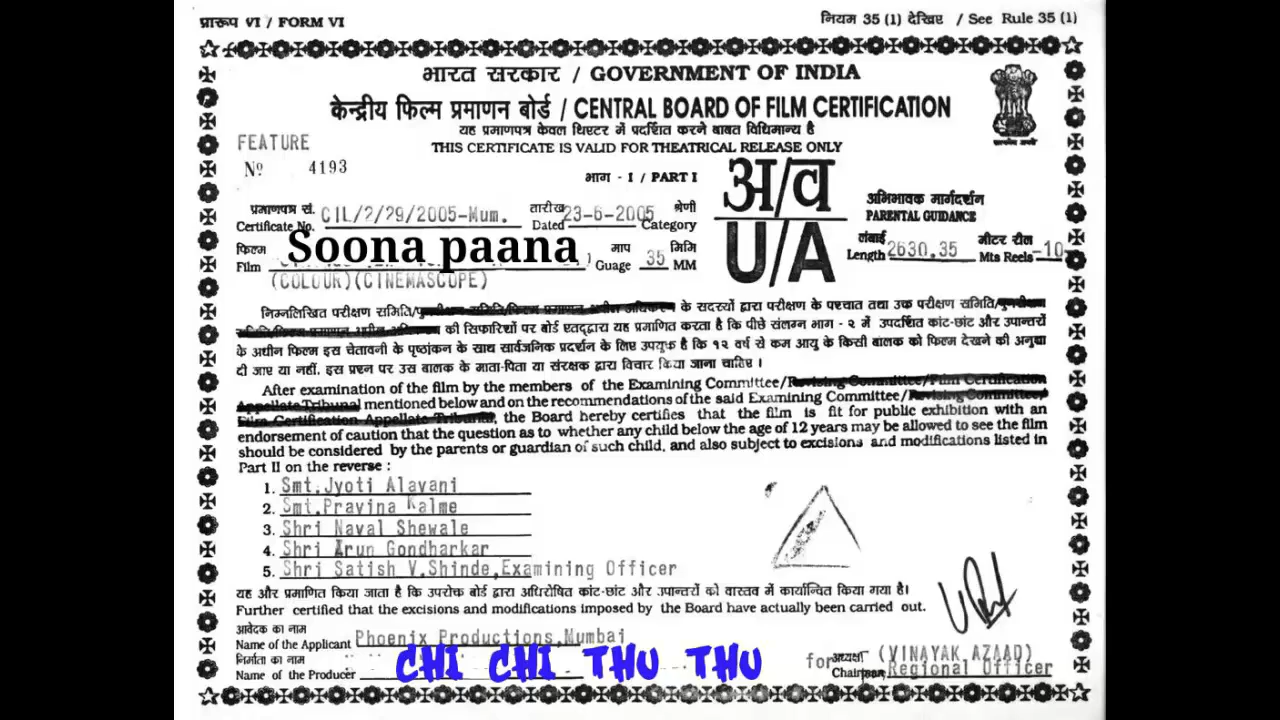 प्रारूप VI / FORM VI
नियम 35 (1) देखिए / See Rule 35 (1)
भारत सरकार / GOVERNMENT OF INDIA
केन्द्रीय फिल्म प्रमाणन बोर्ड / CENTRAL BOARD OF FILM CERTIFICATION
यह प्रमाणपत्र केवल थिएटर में प्रदर्शित करने बाबत विधिमान्य है
FEATURE
THIS CERTIFICATE IS VALID FOR THEATRICAL RELEASE ONLY
Nº 4193
भाग - I / PART I
अ/व
U/A
अभिभावक मार्गदर्शन
PARENTAL GUIDANCE
प्रमाणपत्र सं. CIL/2/29/2005-Mum. तारीख 23-6-2005 श्रेणी
Certificate No. Dated Category
फिल्म Soona paana माप 35 मिमि लंबाई 2630.35 मीटर रील -10
Film Guage MM Length Mts Reels
(COLOUR)(CINEMASCOPE)
निम्नलिखित परीक्षण समिति/ के सदस्यों द्वारा परीक्षण के पश्चात तथा उक्त परीक्षण समिति/
की सिफारिशों पर बोर्ड एतद्द्वारा यह प्रमाणित करता है कि पीछे संलग्न भाग - २ में उपदर्शित कांट-छांट और उपान्तरों
के अधीन फिल्म इस चेतावनी के पृष्ठांकन के साथ सार्वजनिक प्रदर्शन के लिए उपयुक्त है कि १२ वर्ष से कम आयु के किसी बालक को फिल्म देखने की अनुज्ञा
दी जाए या नहीं. इस प्रश्न पर उस बालक के माता-पिता या संरक्षक द्वारा विचार किया जाना चाहिए ।
After examination of the film by the members of the Examining Committee/Revising Committee/Film Certification
Appellate Tribunal mentioned below and on the recommendations of the said Examining Committee/Revising Committee/
Film Certification Appellate Tribunal, the Board hereby certifies that the film is fit for public exhibition with an
endorsement of caution that the question as to whether any child below the age of 12 years may be allowed to see the film
should be considered by the parents or guardian of such child, and also subject to excisions and modifications listed in
Part II on the reverse :
1. Smt.Jyoti Alavani
2. Smt.Pravina Kalme
3. Shri Naval Shewale
4. Shri Arun Gondharkar
5. Shri Satish V.Shinde,Examining Officer
यह और प्रमाणित किया जाता है कि उपरोक्त बोर्ड द्वारा अधिरोपित कांट-छांट और उपान्तरों को वास्तव में कार्यान्वित किया गया है।
Further certified that the excisions and modifications imposed by the Board have actually been carried out.
आवेदक का नाम
Name of the Applicant Phoenix Productions,Mumbai
निर्माता का नाम
Name of the Producer CHI CHI THU THU
for अध्यक्ष (VINAYAK AZAAD)
Chairman Regional Officer